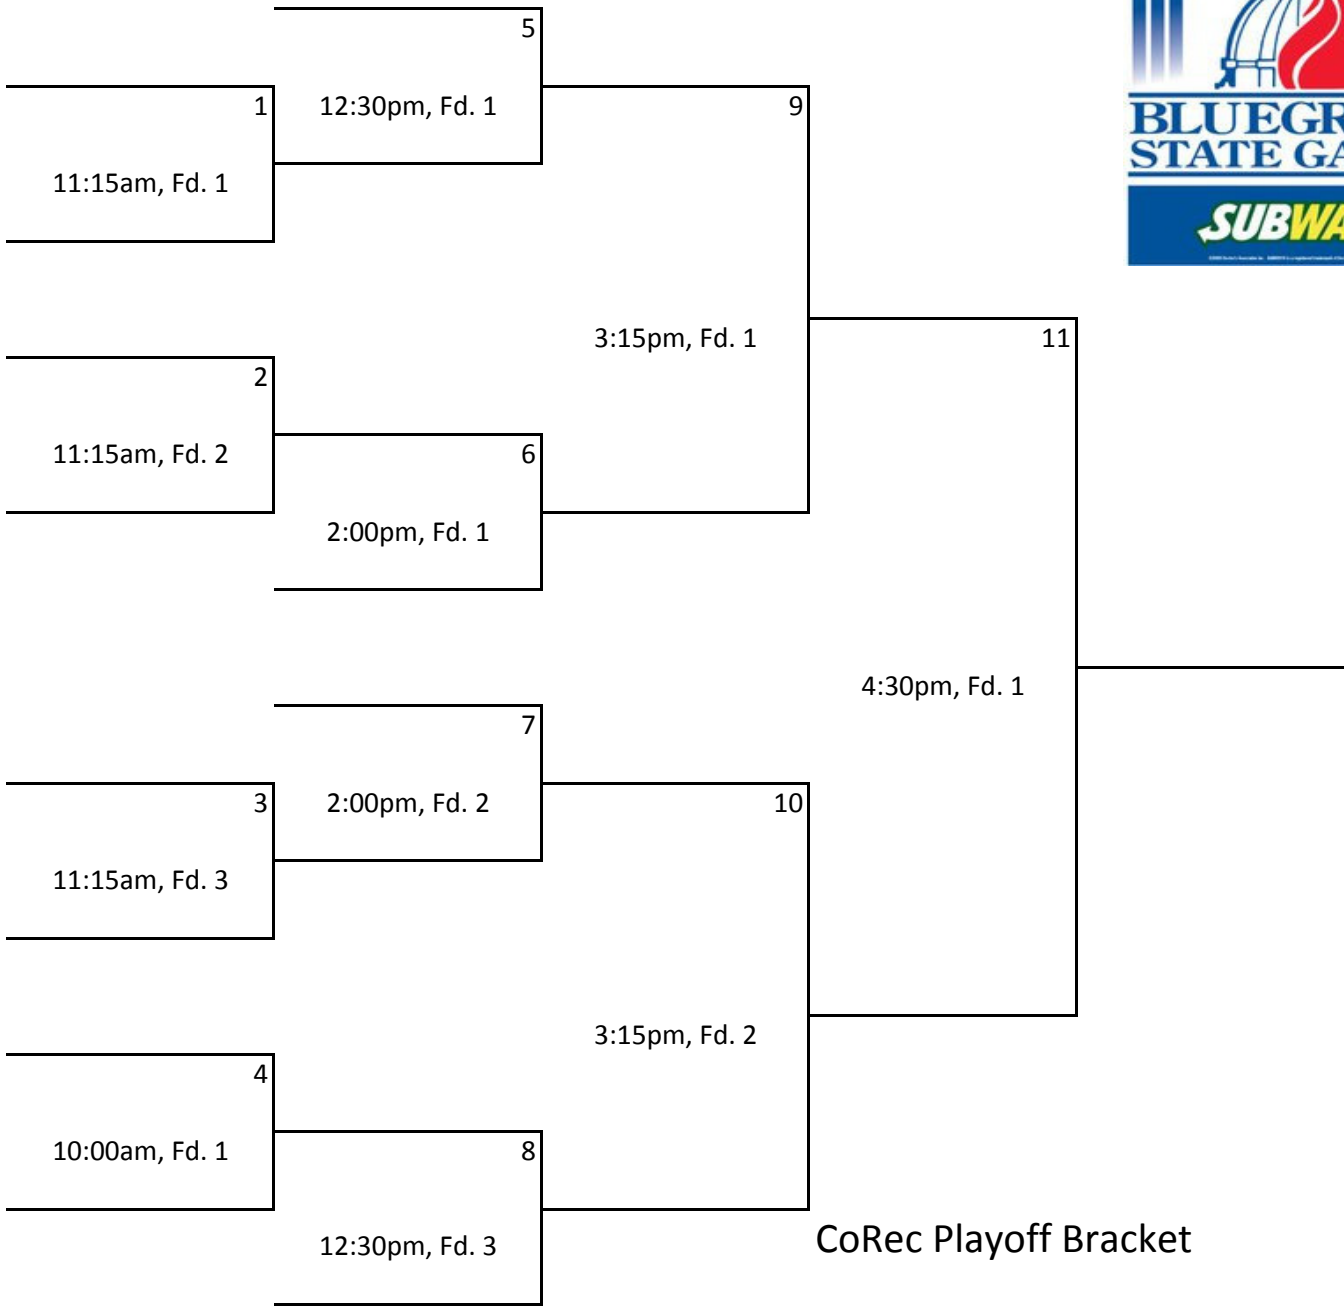 5
12:30pm, Fd. 1
1
11:15am, Fd. 1
9
3:15pm, Fd. 1
2
11:15am, Fd. 2
6
2:00pm, Fd. 1
11
4:30pm, Fd. 1
7
2:00pm, Fd. 2
3
11:15am, Fd. 3
10
3:15pm, Fd. 2
4
10:00am, Fd. 1
8
12:30pm, Fd. 3
CoRec Playoff Bracket
BLUEGR
STATE GA
SUBWA